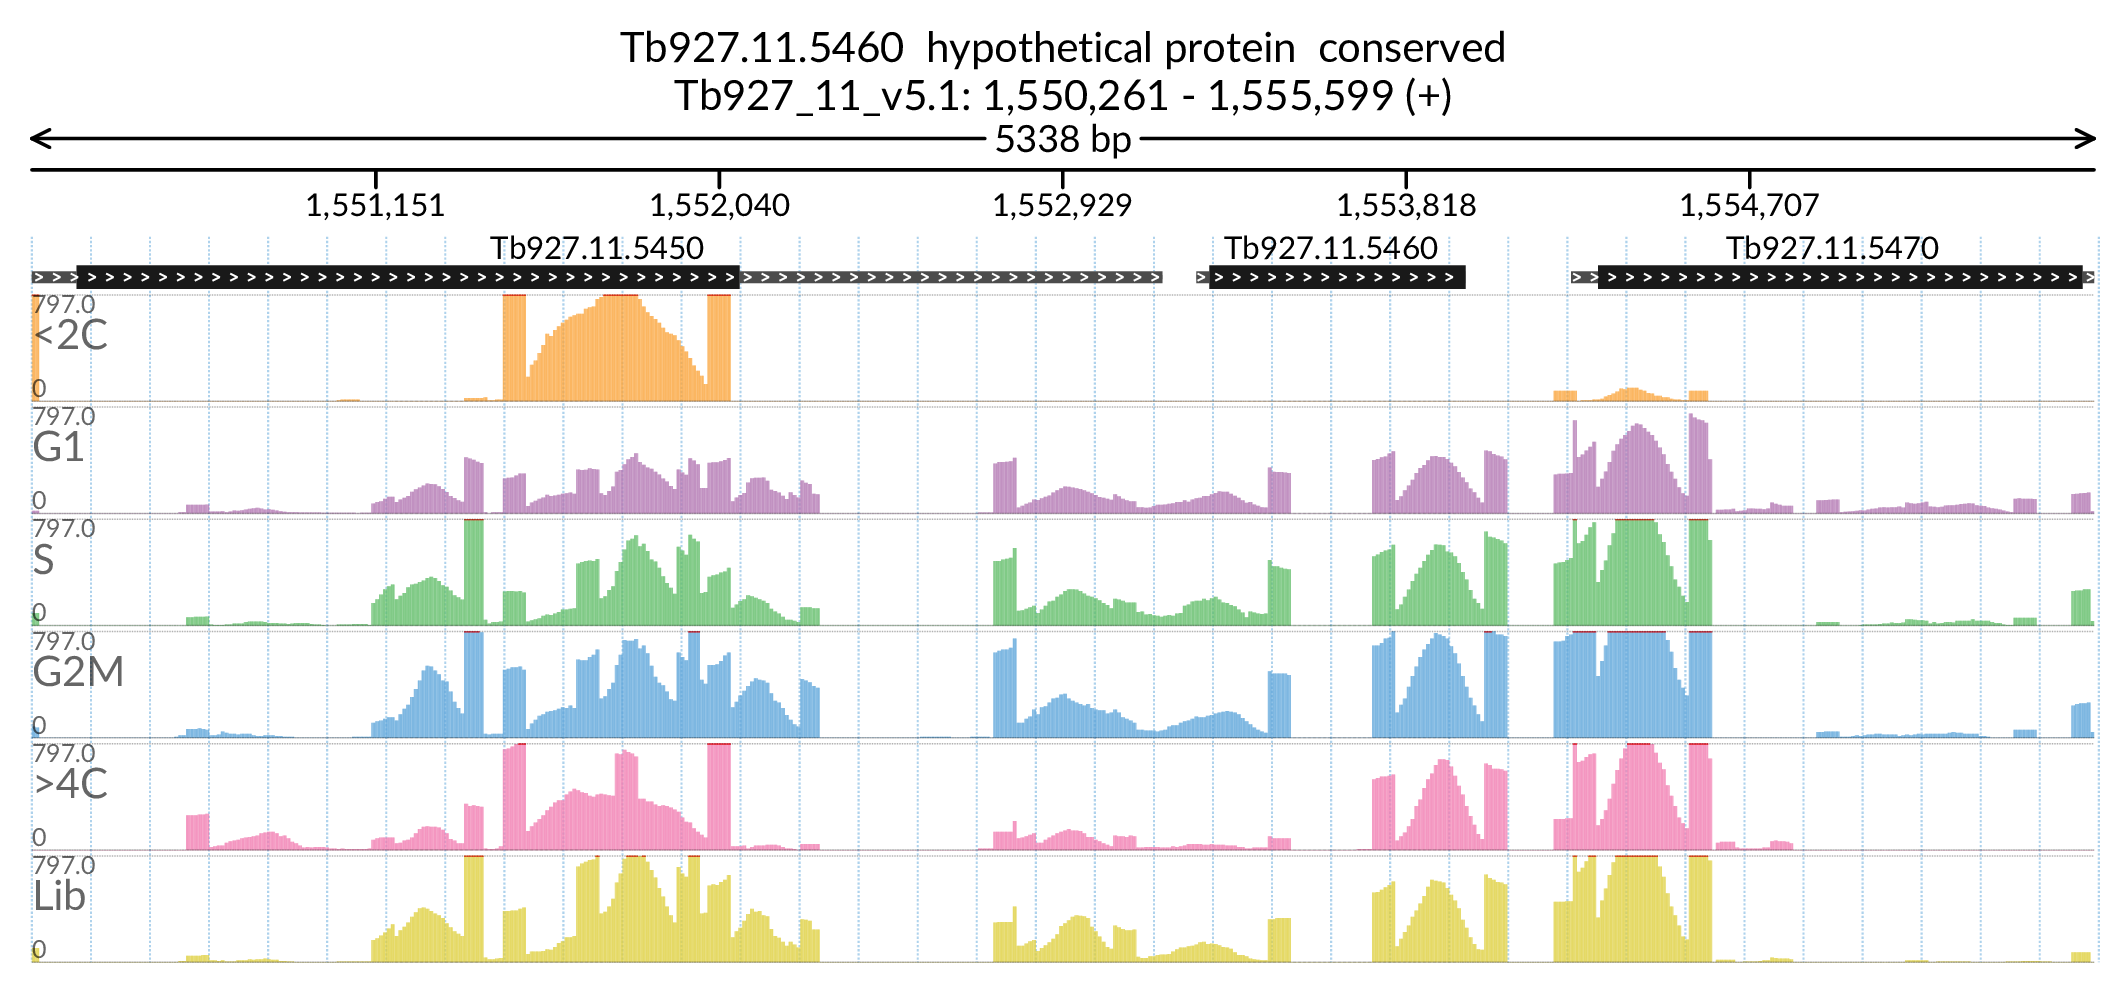 Tb927.11.5460  hypothetical protein  conserved
Tb927_11_v5.1: 1,550,261 - 1,555,599 (+)
5338 bp
1,551,151 1,552,040 1,552,929 1,553,818 1,554,707
Tb927.11.5450 Tb927.11.5460 Tb927.11.5470
797.0
<2C
0
797.0
G1
0
797.0
S
0
797.0
G2M
0
797.0
>4C
0
797.0
Lib
0